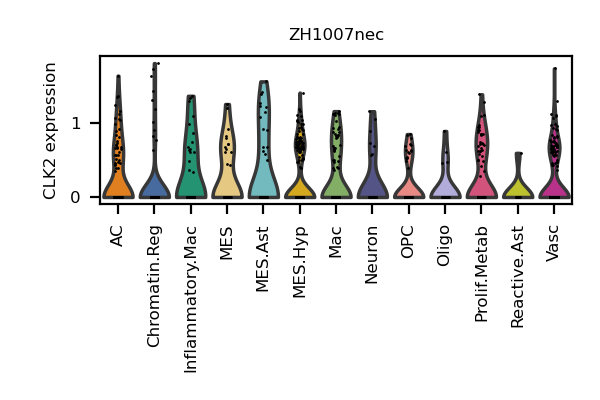 ZH1007nec
CLK2 expression
1
0
AC
Chromatin.Reg
Inflammatory.Mac
MES
MES.Ast
MES.Hyp
Mac
Neuron
OPC
Oligo
Prolif.Metab
Reactive.Ast
Vasc